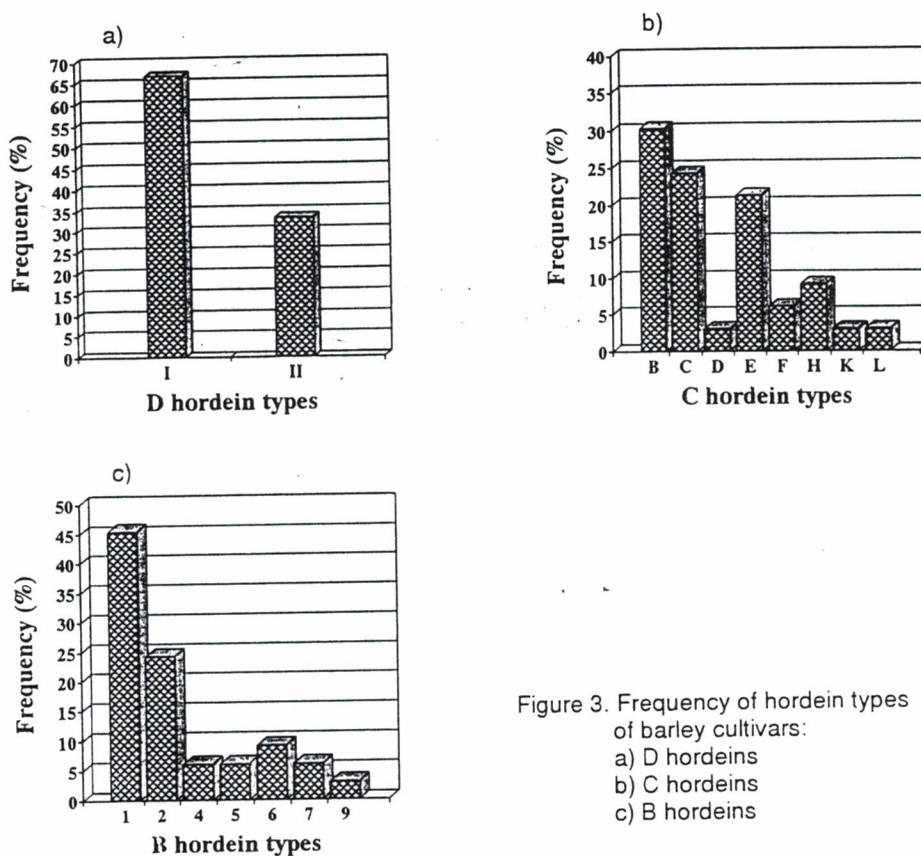 a)
70
65
60
55
50
45
40
35
30
25
20
15
10
5
0
Frequency (%)
I II
D hordein types
b)
40
35
30
25
20
15
10
5
0
Frequency (%)
B C D E F H K L
C hordein types
c)
50
45
40
35
30
25
20
15
10
5
0
Frequency (%)
1 2 4 5 6 7 9
B hordein types
Figure 3. Frequency of hordein types
of barley cultivars:
a) D hordeins
b) C hordeins
c) B hordeins